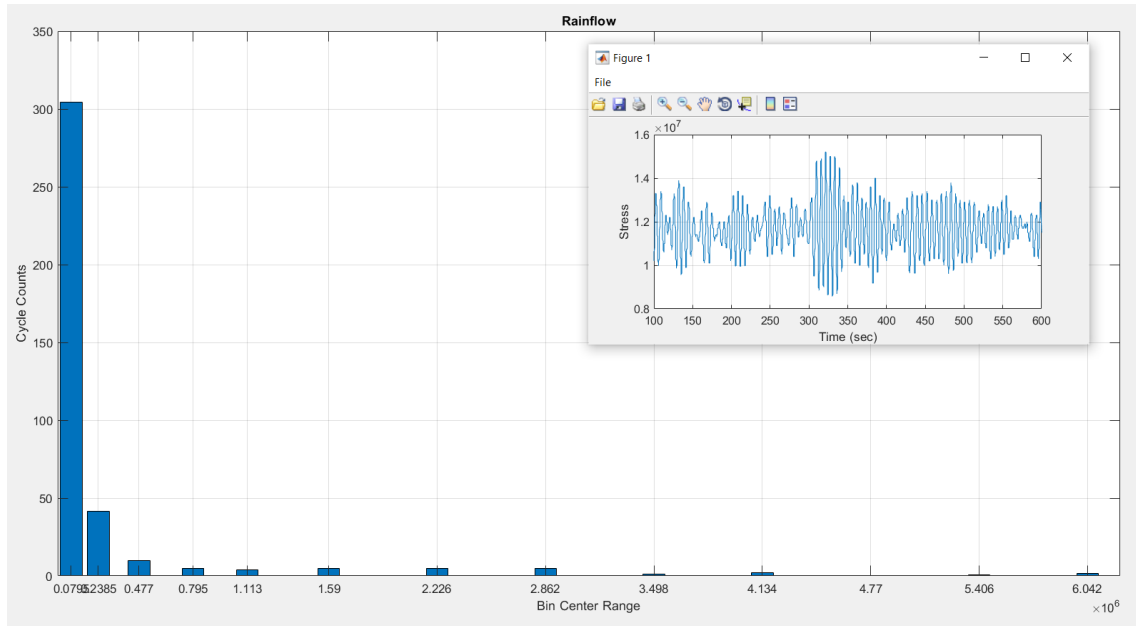 Rainflow
350
300
250
200
150
100
50
0
Cycle Counts
0.0795 0.2385 0.477 0.795 1.113 1.59 2.226 2.862 3.498 4.134 4.77 5.406 6.042
Bin Center Range
×10^6
Figure 1
File
1.6 ×10^7
1.4
1.2
1
0.8
Stress
100 150 200 250 300 350 400 450 500 550 600
Time (sec)